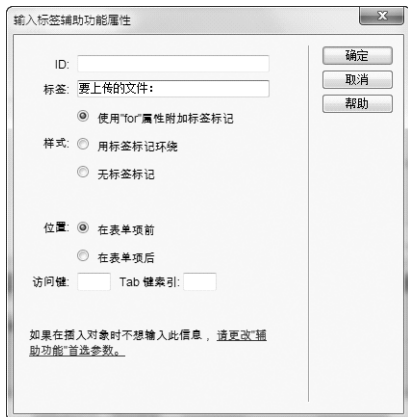 输入标签辅助功能属性
确定
取消
帮助
ID:
标签: 要上传的文件：
使用"for"属性附加标签标记
样式: 用标签标记环绕
无标签标记
位置: 在表单项前
在表单项后
访问键: Tab 键索引:
如果在插入对象时不想输入此信息，请更改"辅
助功能"首选参数。